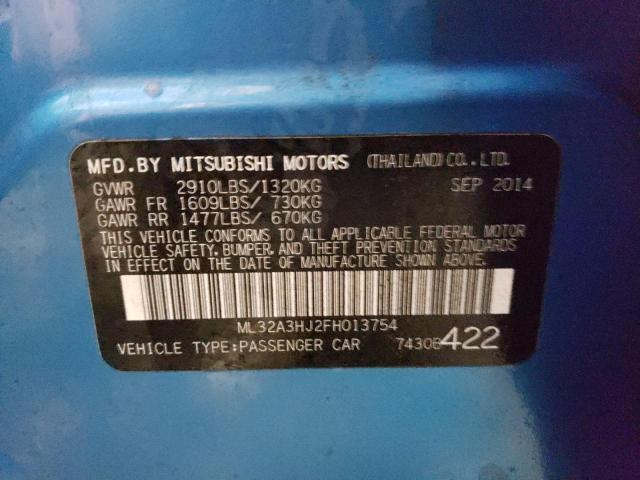 MFD.BY MITSUBISHI MOTORS (THAILAND)CO.,LTD.
GVWR 2910LBS/1320KG SEP 2014
GAWR FR 1609LBS/ 730KG
GAWR RR 1477LBS/ 670KG
THIS VEHICLE CONFORMS TO ALL APPLICABLE FEDERAL MOTOR
VEHICLE SAFETY, BUMPER, AND THEFT PREVENTION STANDARDS
IN EFFECT ON THE DATE OF MANUFACTURE SHOWN ABOVE.
ML32A3HJ2FH013754
VEHICLE TYPE:PASSENGER CAR 7430B422